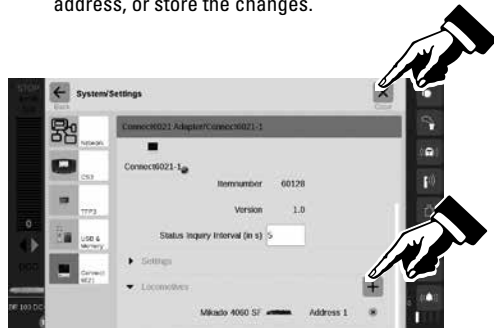 address, or store the changes.
STOP
System/Settings
Back
Close
Network
Connect6021 Adapter/Connect6021-1
CS3
Connect6021-1
Itemnumber 60128
TFP3
Version 1.0
0
USB &
Memory
Status Inquiry Interval (in s) 5
Settings
Connect
6021
Locomotives
Mikado 4060 SF Address 1